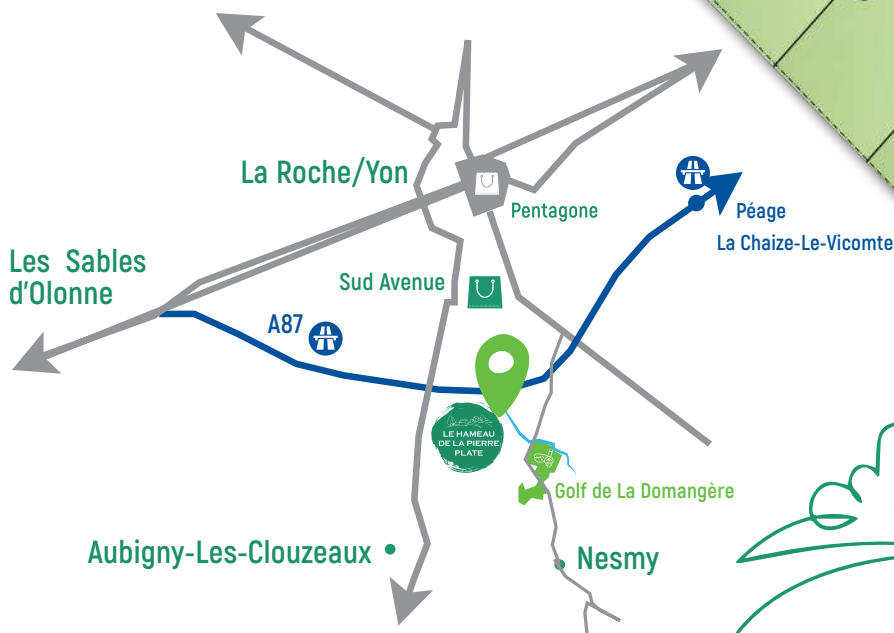 La Roche/Yon
Pentagone
Péage
La Chaize-Le-Vicomte
Les Sables
d'Olonne
Sud Avenue
A87
LE HAMEAU
DE LA PIERRE
PLATE
Golf de La Domangère
Aubigny-Les-Clouzeaux
Nesmy